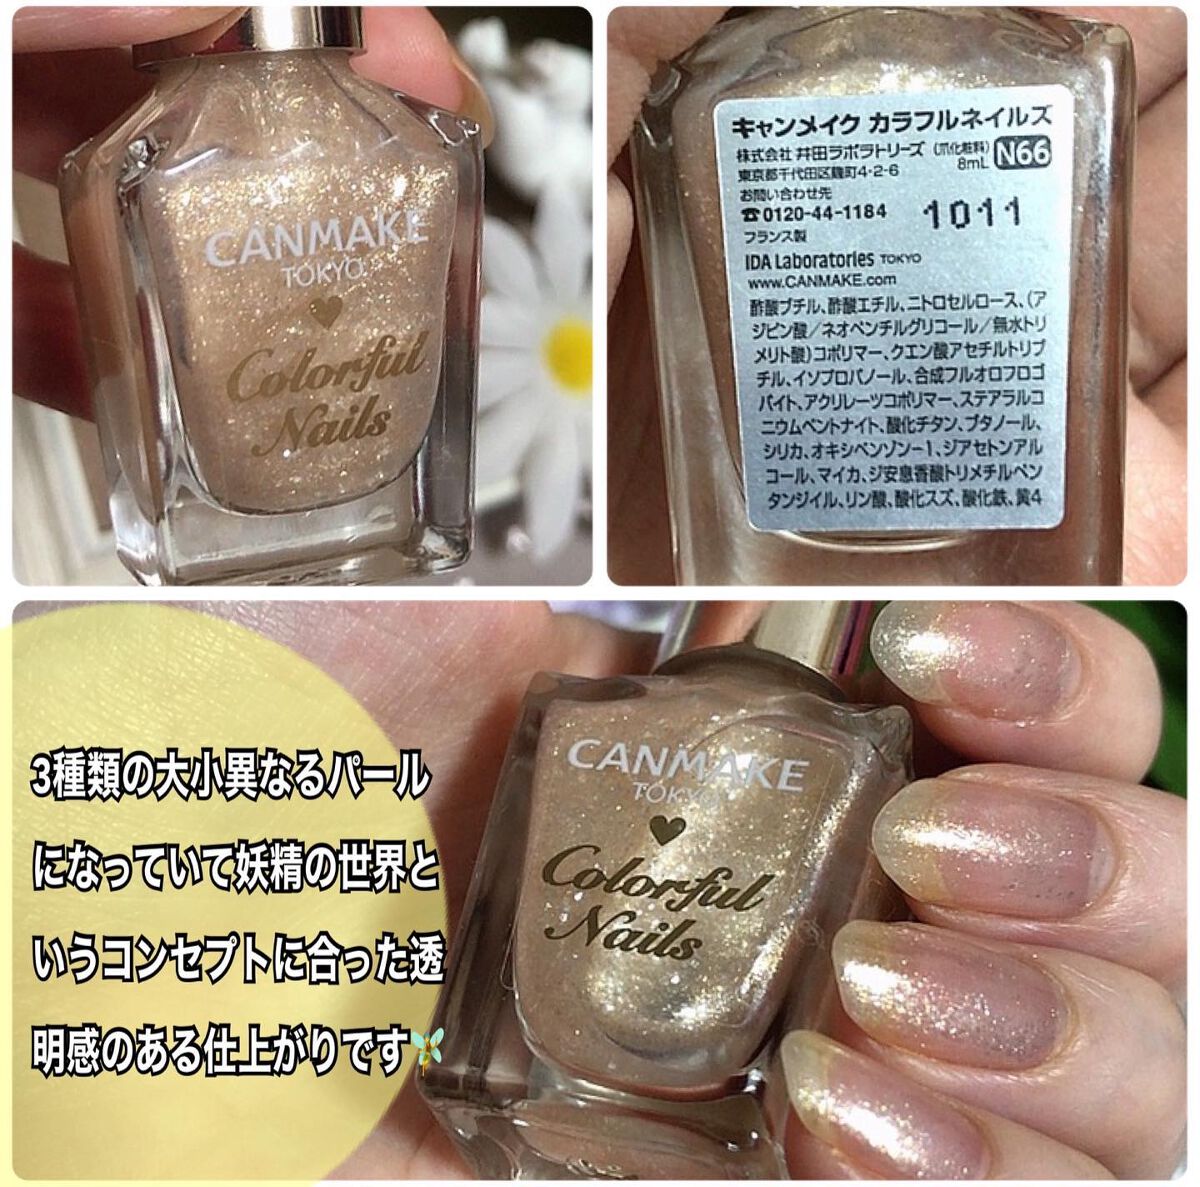 CANMAKE
TOKYO
Colorful
Nails
キャンメイク カラフルネイルズ
株式会社 井田ラボラトリーズ (爪化粧料)
8mL
N66
東京都千代田区麹町4-2-6
お問い合わせ先
☎0120-44-1184
1011
フランス製
IDA Laboratories TOKYO
www.CANMAKE.com
酢酸ブチル、酢酸エチル、ニトロセルロース、(ア
ジピン酸/ネオペンチルグリコール/無水トリ
メリト酸)コポリマー、クエン酸アセチルトリブ
チル、イソプロパノール、合成フルオロフロゴ
パイト、アクリレーツコポリマー、ステアラルコ
ニウムベントナイト、酸化チタン、ブタノール、
シリカ、オキシベンゾン-1、ジアセトンアル
コール、マイカ、ジ安息香酸トリメチルペン
タンジイル、リン酸、酸化スズ、酸化鉄、黄4
3種類の大小異なるパール
になっていて妖精の世界と
いうコンセプトに合った透
明感のある仕上がりです🧚
CANMAKE
TOKYO
Colorful
Nails